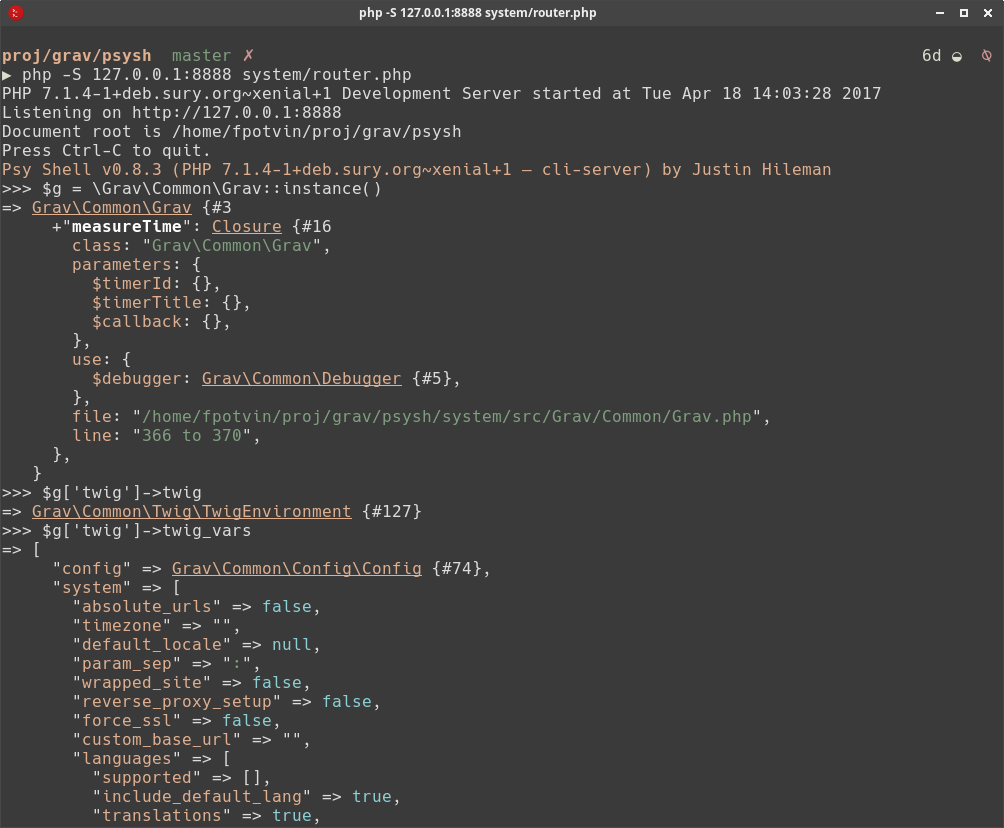 php -S 127.0.0.1:8888 system/router.php
proj/grav/psysh master ✗ 6d ◒
▶ php -S 127.0.0.1:8888 system/router.php
PHP 7.1.4-1+deb.sury.org~xenial+1 Development Server started at Tue Apr 18 14:03:28 2017
Listening on http://127.0.0.1:8888
Document root is /home/fpotvin/proj/grav/psysh
Press Ctrl-C to quit.
Psy Shell v0.8.3 (PHP 7.1.4-1+deb.sury.org~xenial+1 — cli-server) by Justin Hileman
>>> $g = \Grav\Common\Grav::instance()
=> Grav\Common\Grav {#3
     +"measureTime": Closure {#16
       class: "Grav\Common\Grav",
       parameters: {
         $timerId: {},
         $timerTitle: {},
         $callback: {},
       },
       use: {
         $debugger: Grav\Common\Debugger {#5},
       },
       file: "/home/fpotvin/proj/grav/psysh/system/src/Grav/Common/Grav.php",
       line: "366 to 370",
     },
   }
>>> $g['twig']->twig
=> Grav\Common\Twig\TwigEnvironment {#127}
>>> $g['twig']->twig_vars
=> [
     "config" => Grav\Common\Config\Config {#74},
     "system" => [
       "absolute_urls" => false,
       "timezone" => "",
       "default_locale" => null,
       "param_sep" => ":",
       "wrapped_site" => false,
       "reverse_proxy_setup" => false,
       "force_ssl" => false,
       "custom_base_url" => "",
       "languages" => [
         "supported" => [],
         "include_default_lang" => true,
         "translations" => true,